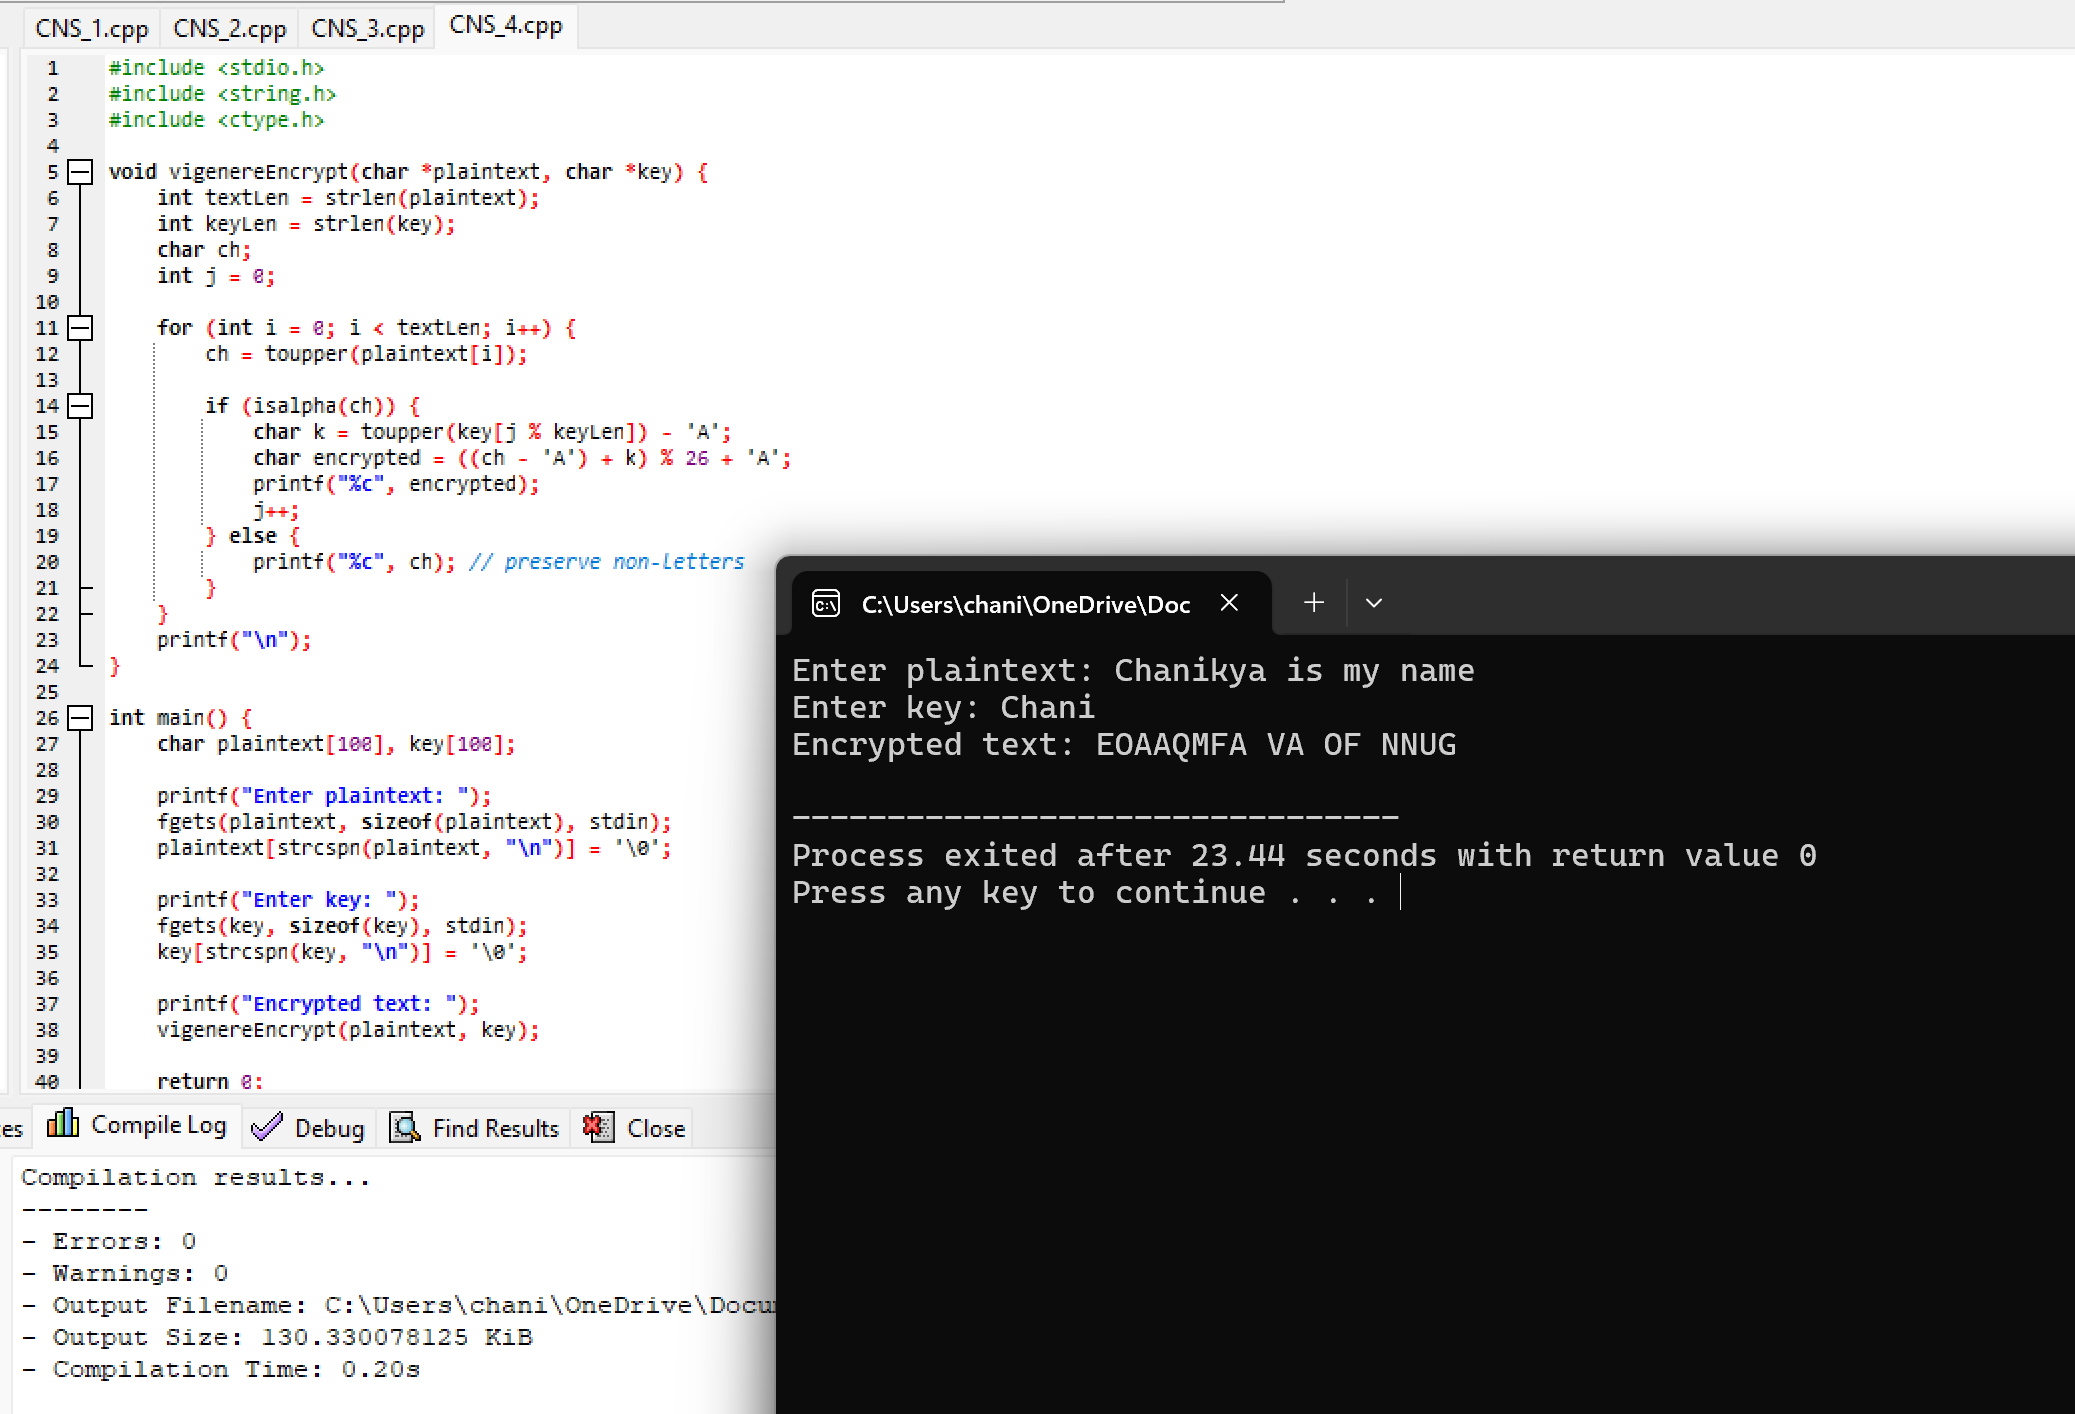 CNS_1.cpp CNS_2.cpp CNS_3.cpp CNS_4.cpp
1 #include <stdio.h>
2 #include <string.h>
3 #include <ctype.h>
4
5 void vigenereEncrypt(char *plaintext, char *key) {
6 int textLen = strlen(plaintext);
7 int keyLen = strlen(key);
8 char ch;
9 int j = 0;
10
11 for (int i = 0; i < textLen; i++) {
12 ch = toupper(plaintext[i]);
13
14 if (isalpha(ch)) {
15 char k = toupper(key[j % keyLen]) - 'A';
16 char encrypted = ((ch - 'A') + k) % 26 + 'A';
17 printf("%c", encrypted);
18 j++;
19 } else {
20 printf("%c", ch); // preserve non-letters
21 }
22 }
23 printf("\n");
24 }
25
26 int main() {
27 char plaintext[100], key[100];
28
29 printf("Enter plaintext: ");
30 fgets(plaintext, sizeof(plaintext), stdin);
31 plaintext[strcspn(plaintext, "\n")] = '\0';
32
33 printf("Enter key: ");
34 fgets(key, sizeof(key), stdin);
35 key[strcspn(key, "\n")] = '\0';
36
37 printf("Encrypted text: ");
38 vigenereEncrypt(plaintext, key);
39
40 return 0;
C:\Users\chani\OneDrive\Doc
Enter plaintext: Chanikya is my name
Enter key: Chani
Encrypted text: EOAAQMFA VA OF NNUG
--------------------------------
Process exited after 23.44 seconds with return value 0
Press any key to continue . . .
es Compile Log Debug Find Results Close
Compilation results...
--------
- Errors: 0
- Warnings: 0
- Output Filename: C:\Users\chani\OneDrive\Docu
- Output Size: 130.330078125 KiB
- Compilation Time: 0.20s